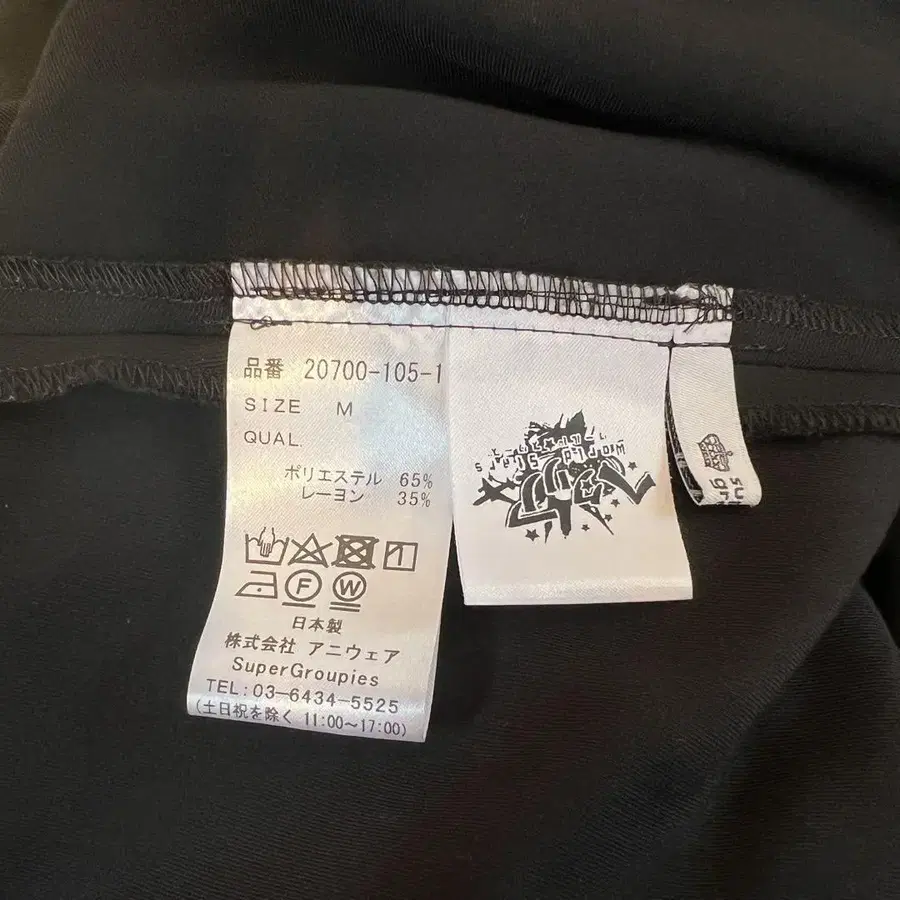 品番 20700-105-1
SIZE M
QUAL.
ポリエステル 65%
レーヨン 35%
F W
日本製
株式会社 アニウェア
SuperGroupies
TEL:03-6434-5525
(土日祝を除く 11:00~17:00)
su
gr